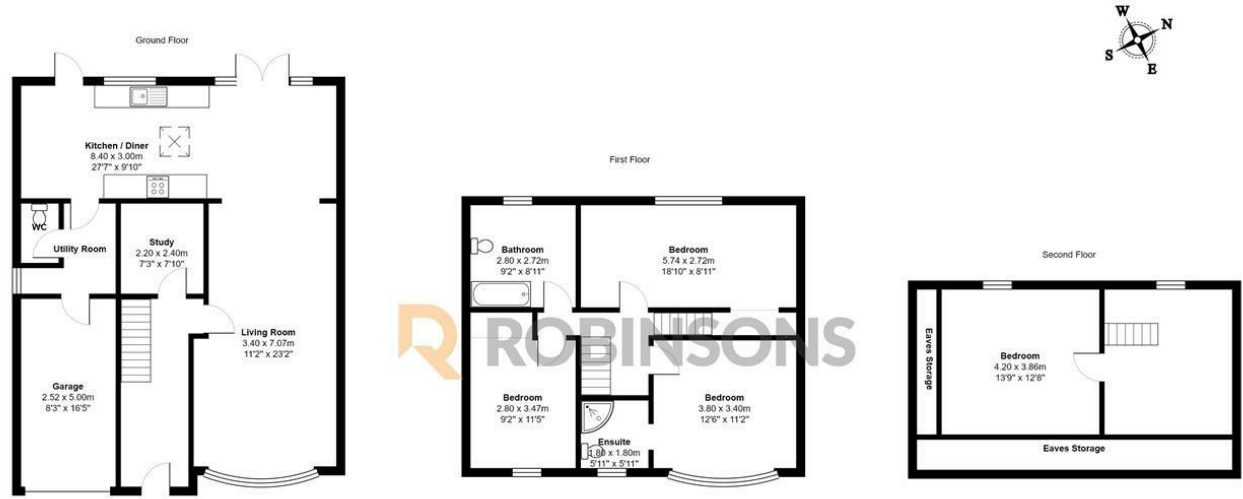 Ground Floor
Kitchen / Diner
8.40 x 3.00m
27'7" x 9'10"
WC
Utility Room
Study
2.20 x 2.40m
7'3" x 7'10"
Living Room
3.40 x 7.07m
11'2" x 23'2"
Garage
2.52 x 5.00m
8'3" x 16'5"
First Floor
Bathroom
2.80 x 2.72m
9'2" x 8'11"
Bedroom
5.74 x 2.72m
18'10" x 8'11"
Bedroom
2.80 x 3.47m
9'2" x 11'5"
Bedroom
3.80 x 3.40m
12'6" x 11'2"
Ensuite
1.80 x 1.80m
5'11" x 5'11"
ROBINSONS
W
N
S
E
Second Floor
Eaves Storage
Bedroom
4.20 x 3.86m
13'9" x 12'8"
Eaves Storage